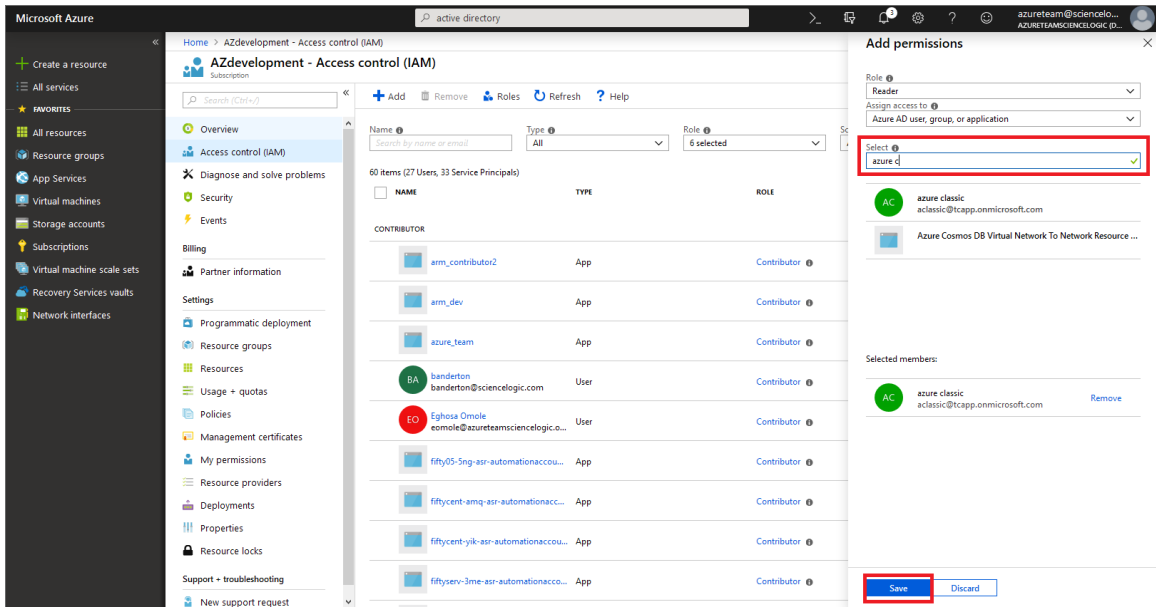 Microsoft Azure
active directory
3
azureteam@sciencelo...
AZURETEAMSCIENCELOGIC (D...
Create a resource
All services
FAVORITES
All resources
Resource groups
App Services
Virtual machines
Storage accounts
Subscriptions
Virtual machine scale sets
Recovery Services vaults
Network interfaces
Home > AZdevelopment - Access control (IAM)
AZdevelopment - Access control (IAM)
Subscription
Search (Ctrl+/)
Overview
Access control (IAM)
Diagnose and solve problems
Security
Events
Billing
Partner information
Settings
Programmatic deployment
Resource groups
Resources
Usage + quotas
Policies
Management certificates
My permissions
Resource providers
Deployments
Properties
Resource locks
Support + troubleshooting
New support request
Add Remove Roles Refresh ? Help
Name Type Role Sc
Search by name or email All 6 selected
60 items (27 Users, 33 Service Principals)
NAME TYPE ROLE
CONTRIBUTOR
arm_contributor2 App Contributor
arm_dev App Contributor
azure_team App Contributor
BA banderton User Contributor
banderton@sciencelogic.com
EO Eghosa Omole User Contributor
eomole@azureteamsciencelogic.o...
fifty05-5ng-asr-automationaccou... App Contributor
fiftycent-amq-asr-automationacc... App Contributor
fiftycent-yik-asr-automationaccou... App Contributor
fiftyserv-3me-asr-automationacco... App Contributor
Add permissions
Role
Reader
Assign access to
Azure AD user, group, or application
Select
azure c
AC azure classic
aclassic@tcapp.onmicrosoft.com
Azure Cosmos DB Virtual Network To Network Resource ...
Selected members:
AC azure classic
aclassic@tcapp.onmicrosoft.com
Remove
Save Discard